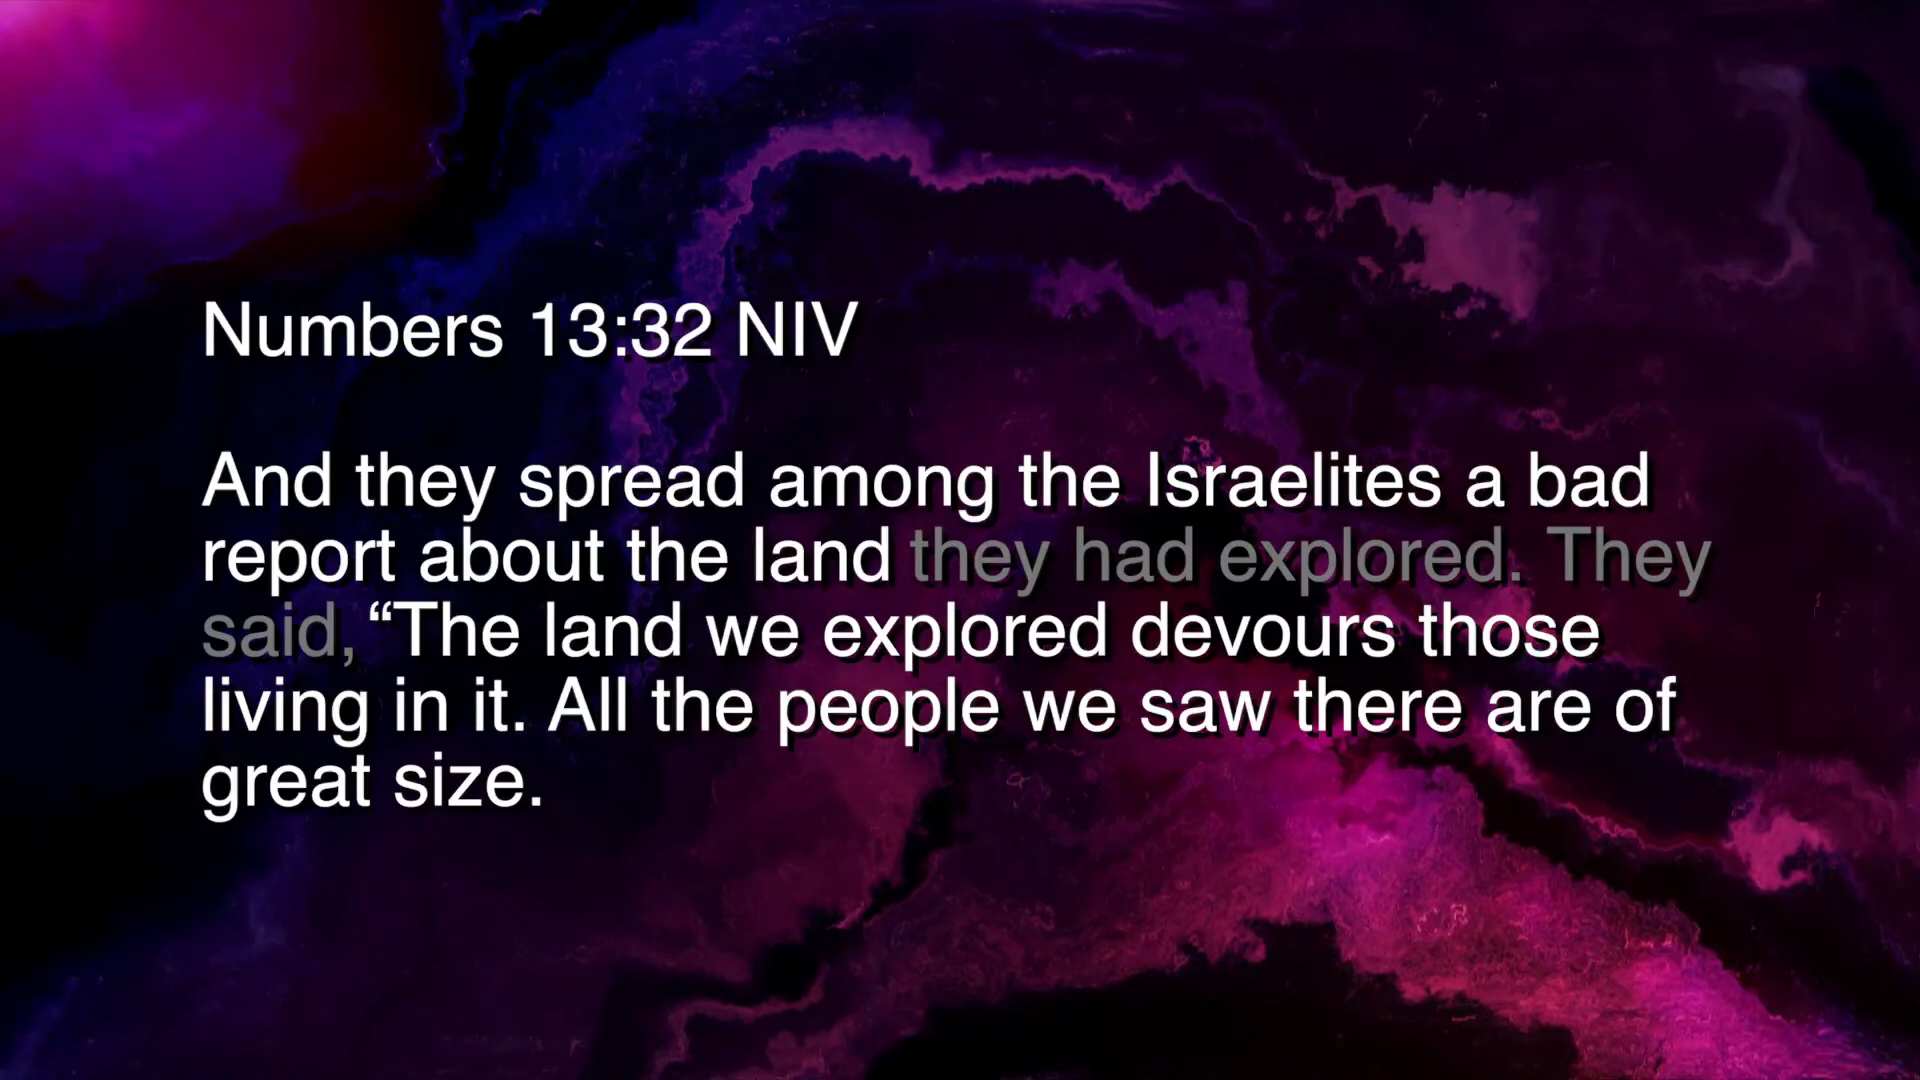 Numbers 13:32 NIV
And they spread among the Israelites a bad
report about the land they had explored. They
said, “The land we explored devours those
living in it. All the people we saw there are of
great size.